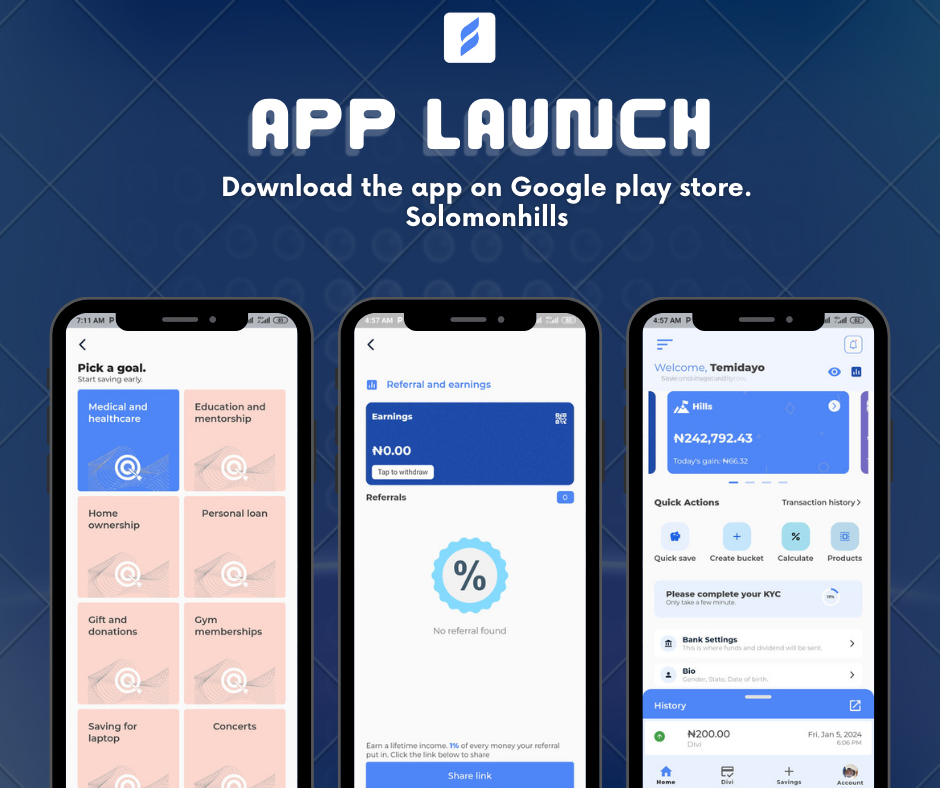 APP LAUNCH
Download the app on Google play store.
Solomonhills
7:11 AM P
Pick a goal.
Start saving early.
Medical and
healthcare
Education and
mentorship
Home
ownership
Personal loan
Gift and
donations
Gym
memberships
Saving for
laptop
Concerts
4:57 AM P
Referral and earnings
Earnings
₦0.00
Tap to withdraw
Referrals
0
%
No referral found
Earn a lifetime income. 1% of every money your referral
put in. Click the link below to share
Share link
4:57 AM P
Welcome, Temidayo
Hills
₦242,792.43
Today's gain: ₦66.32
Quick Actions
Transaction history
%
Quick save
Create bucket
Calculate
Products
Please complete your KYC
Only take a few minute.
Bank Settings
This is where funds and dividend will be sent.
Bio
Gender, State, Date of birth.
History
₦200.00
Divi
Fri, Jan 5, 2024
6:06 PM
Home
Divi
Savings
Account